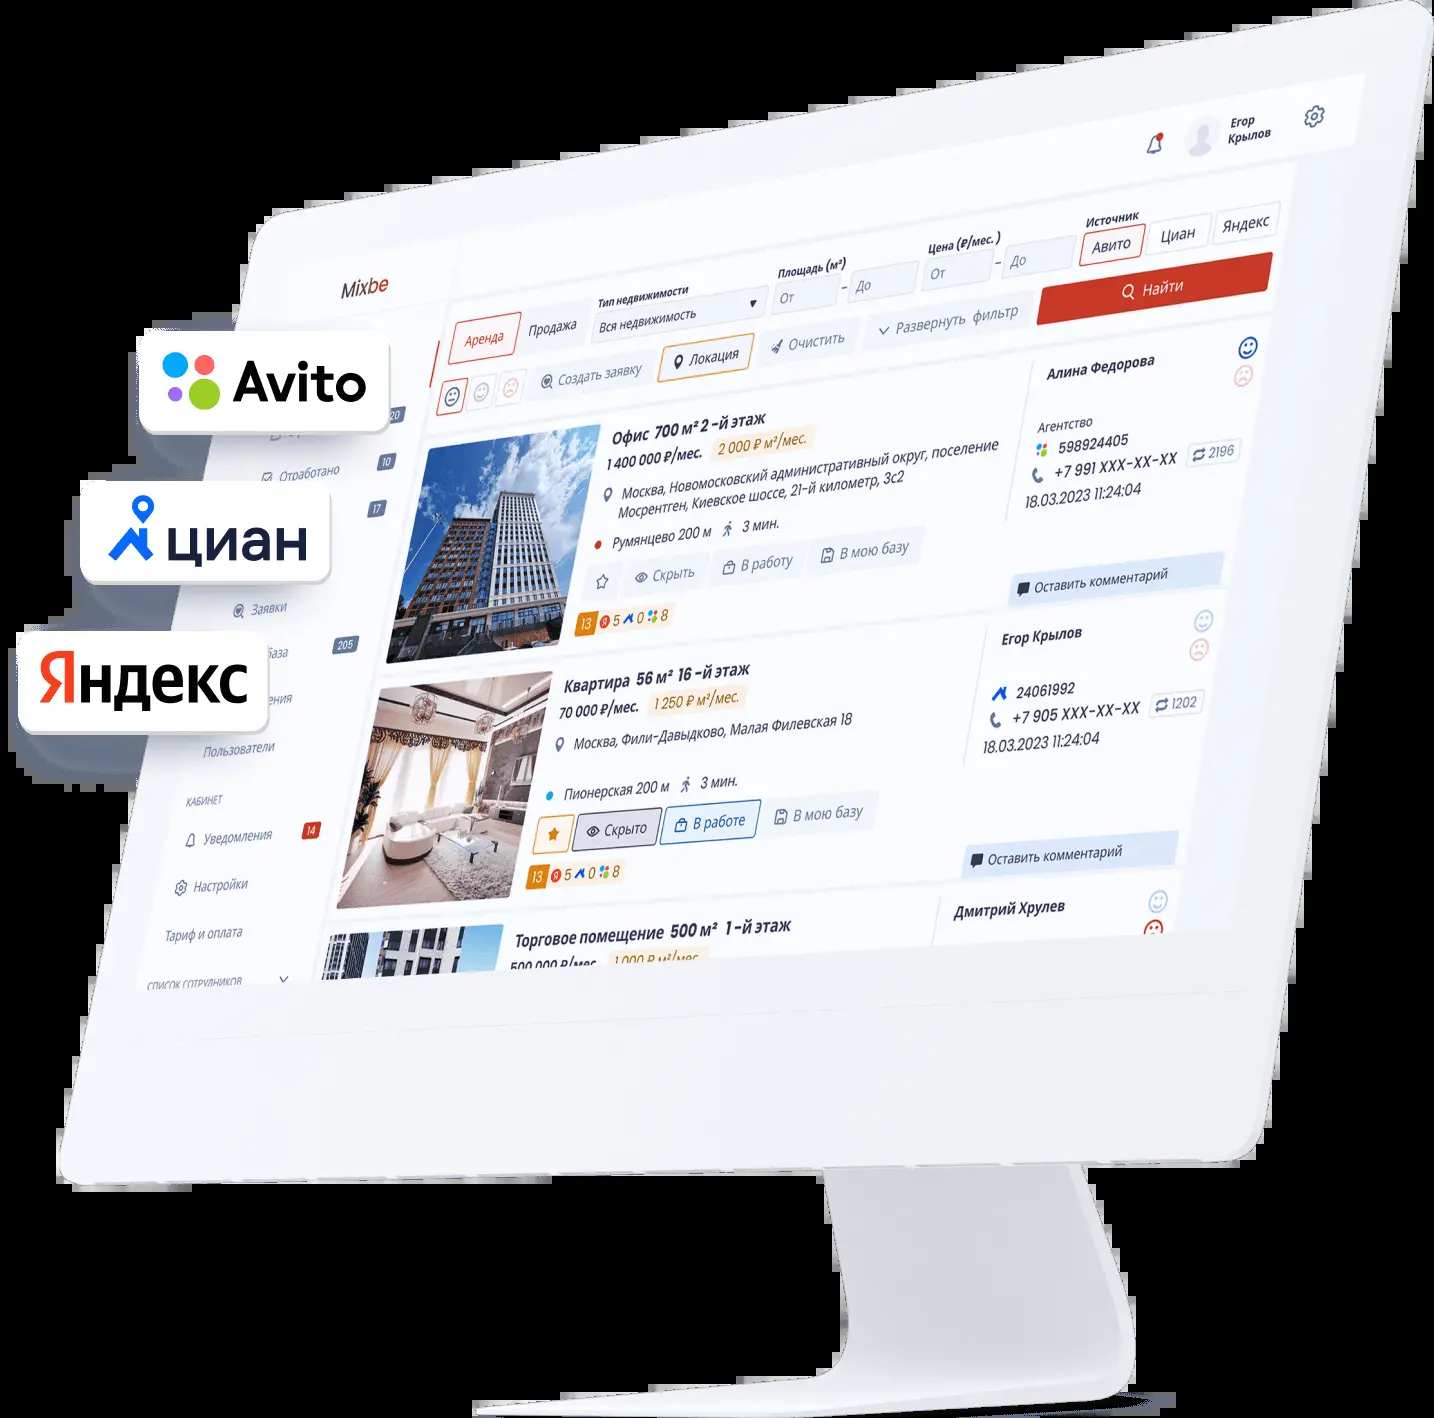 Егор
Крылов
Mixbe
Аренда
Продажа
Тип недвижимости
Вся недвижимость
Площадь (м²)
От
–
До
Цена (₽/мес.)
От
–
До
Источник
Авито
Циан
Яндекс
Создать заявку
Локация
Очистить
Развернуть фильтр
Найти
Avito
циан
Яндекс
20
Отработано
10
17
Заявки
205
Пользователи
КАБИНЕТ
Уведомления
14
Настройки
Тариф и оплата
СПИСОК СОТРУДНИКОВ
Офис 700 м² 2 -й этаж
1 400 000 ₽/мес.
2 000 ₽ м²/мес.
Москва, Новомосковский административный округ, поселение
Мосрентген, Киевское шоссе, 21-й километр, 3с2
Румянцево 200 м
3 мин.
Скрыть
В работу
В мою базу
13 Я 5 0 8
Алина Федорова
Агентство
598924405
+7 991 XXX-XX-XX
2196
18.03.2023 11:24:04
Оставить комментарий
Квартира 56 м² 16 -й этаж
70 000 ₽/мес.
1 250 ₽ м²/мес.
Москва, Фили-Давыдково, Малая Филевская 18
Пионерская 200 м
3 мин.
Скрыто
В работе
В мою базу
13 Я 5 0 8
Егор Крылов
24061992
+7 905 XXX-XX-XX
1202
18.03.2023 11:24:04
Оставить комментарий
Торговое помещение 500 м² 1 -й этаж
500 000 ₽/мес.
1 000 ₽ м²/мес.
Дмитрий Хрулев